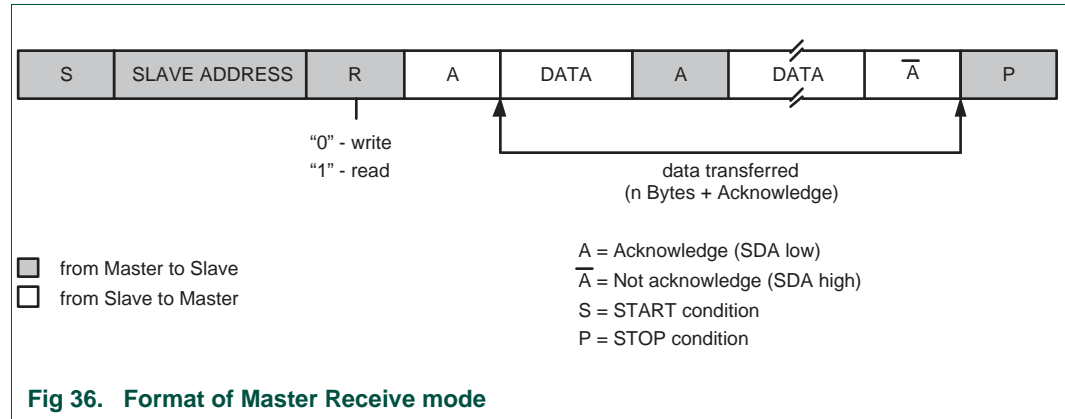 S SLAVE ADDRESS R A DATA A DATA A̅ P
“0” - write
“1” - read
data transferred
(n Bytes + Acknowledge)
from Master to Slave
from Slave to Master
A = Acknowledge (SDA low)
A̅ = Not acknowledge (SDA high)
S = START condition
P = STOP condition
Fig 36. Format of Master Receive mode